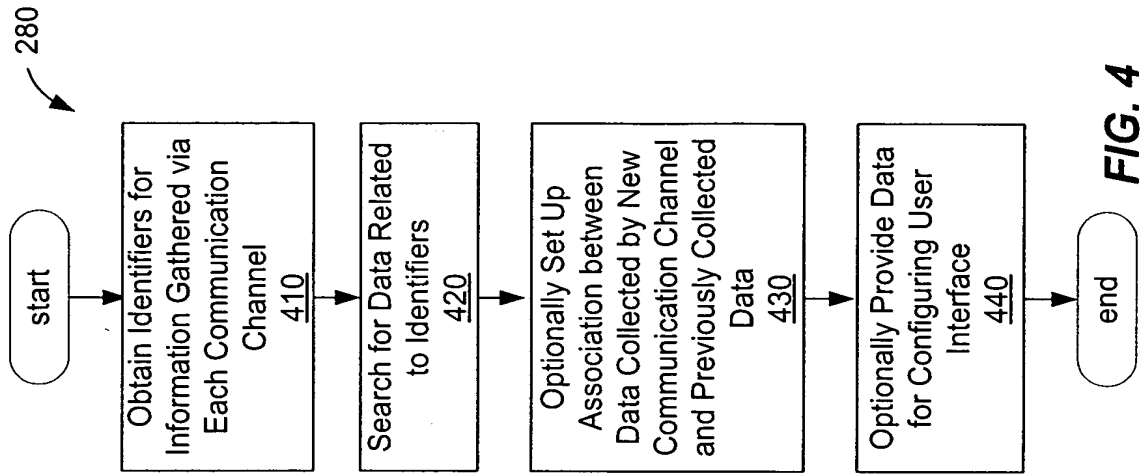 280
start
Obtain Identifiers for
Information Gathered via
Each Communication
Channel
410
Search for Data Related
to Identifiers
420
Optionally Set Up
Association between
Data Collected by New
Communication Channel
and Previously Collected
Data
430
Optionally Provide Data
for Configuring User
Interface
440
end
FIG. 4